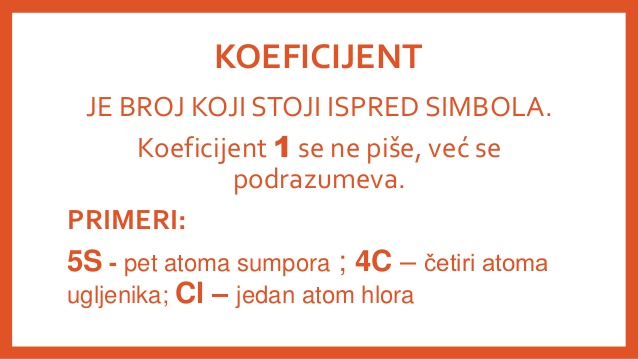 KOEFICIJENT
JE BROJ KOJI STOJI ISPRED SIMBOLA.
Koeficijent 1 se ne piše, već se
podrazumeva.
PRIMERI:
5S - pet atoma sumpora ; 4C – četiri atoma
ugljenika; Cl – jedan atom hlora